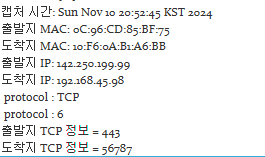 캡처 시간: Sun Nov 10 20:52:45 KST 2024
출발지 MAC: 0C:96:CD:85:BF:75
도착지 MAC: 10:F6:0A:B1:A6:BB
출발지 IP: 142.250.199.99
도착지 IP: 192.168.45.98
protocol : TCP
protocol : 6
출발지 TCP 정보 = 443
도착지 TCP 정보 = 56787